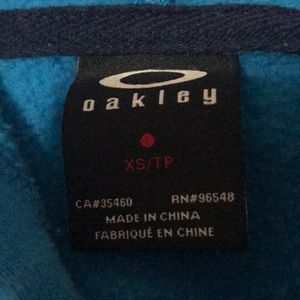 OAKLEY
XS/TP
CA#35460 RN#96548
MADE IN CHINA
FABRIQUÉ EN CHINE